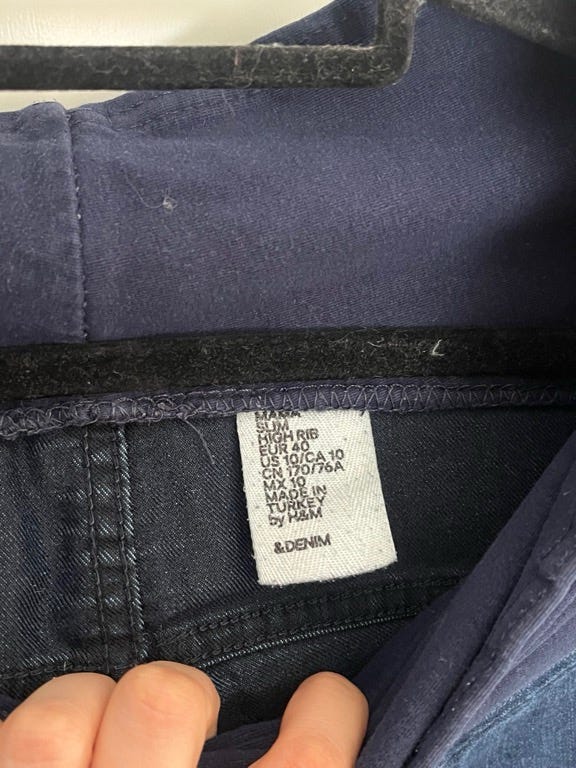 MAMA
SLIM
HIGH RIB
EUR 40
US 10/CA 10
CN 170/76A
MX 10
MADE IN
TURKEY
by H&M
&DENIM